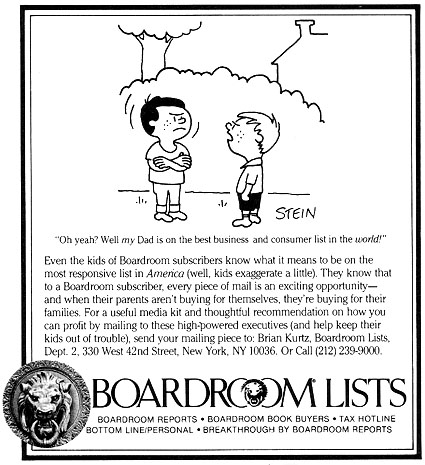 STEIN
"Oh yeah? Well my Dad is on the best business and consumer list in the world!"
Even the kids of Boardroom subscribers know what it means to be on the
most responsive list in America (well, kids exaggerate a little). They know that
to a Boardroom subscriber, every piece of mail is an exciting opportunity—
and when their parents aren't buying for themselves, they're buying for their
families. For a useful media kit and thoughtful recommendation on how you
can profit by mailing to these high-powered executives (and help keep their
kids out of trouble), send your mailing piece to: Brian Kurtz, Boardroom Lists,
Dept. 2, 330 West 42nd Street, New York, NY 10036. Or Call (212) 239-9000.
BOARDROOM LISTS
BOARDROOM REPORTS • BOARDROOM BOOK BUYERS • TAX HOTLINE
BOTTOM LINE/PERSONAL • BREAKTHROUGH BY BOARDROOM REPORTS